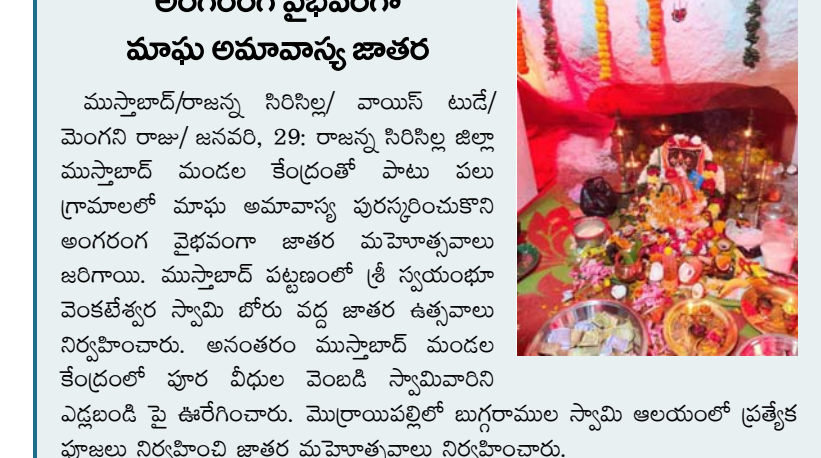 అంగరంగ వైభవంగా
మాఘ అమావాస్య జాతర
ముస్తాబాద్/రాజన్న సిరిసిల్ల/ వాయిస్ టుడే/
మెంగని రాజు/ జనవరి, 29: రాజన్న సిరిసిల్ల జిల్లా
ముస్తాబాద్ మండల కేంద్రంతో పాటు పలు
గ్రామాలలో మాఘ అమావాస్య పురస్కరించుకొని
అంగరంగ వైభవంగా జాతర మహెూత్సవాలు
జరిగాయి. ముస్తాబాద్ పట్టణంలో శ్రీ స్వయంభూ
వెంకటేశ్వర స్వామి బోరు వద్ద జాతర ఉత్సవాలు
నిర్వహించారు. అనంతరం ముస్తాబాద్ మండల
కేంద్రంలో పూర వీధుల వెంబడి స్వామివారిని
ఎడ్లబండి పై ఊరేగించారు. మొర్రాయిపల్లిలో బుగ్గరాముల స్వామి ఆలయంలో ప్రత్యేక
పూజలు నిర్వహించి జాతర మహెూత్సవాలు నిర్వహించారు.